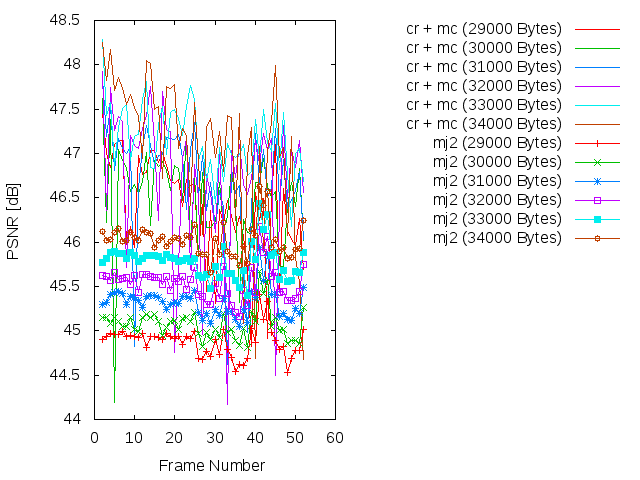 48.5
48
47.5
47
46.5
46
45.5
45
44.5
44
0 10 20 30 40 50 60
PSNR [dB]
Frame Number
cr + mc (29000 Bytes)
cr + mc (30000 Bytes)
cr + mc (31000 Bytes)
cr + mc (32000 Bytes)
cr + mc (33000 Bytes)
cr + mc (34000 Bytes)
mj2 (29000 Bytes)
mj2 (30000 Bytes)
mj2 (31000 Bytes)
mj2 (32000 Bytes)
mj2 (33000 Bytes)
mj2 (34000 Bytes)